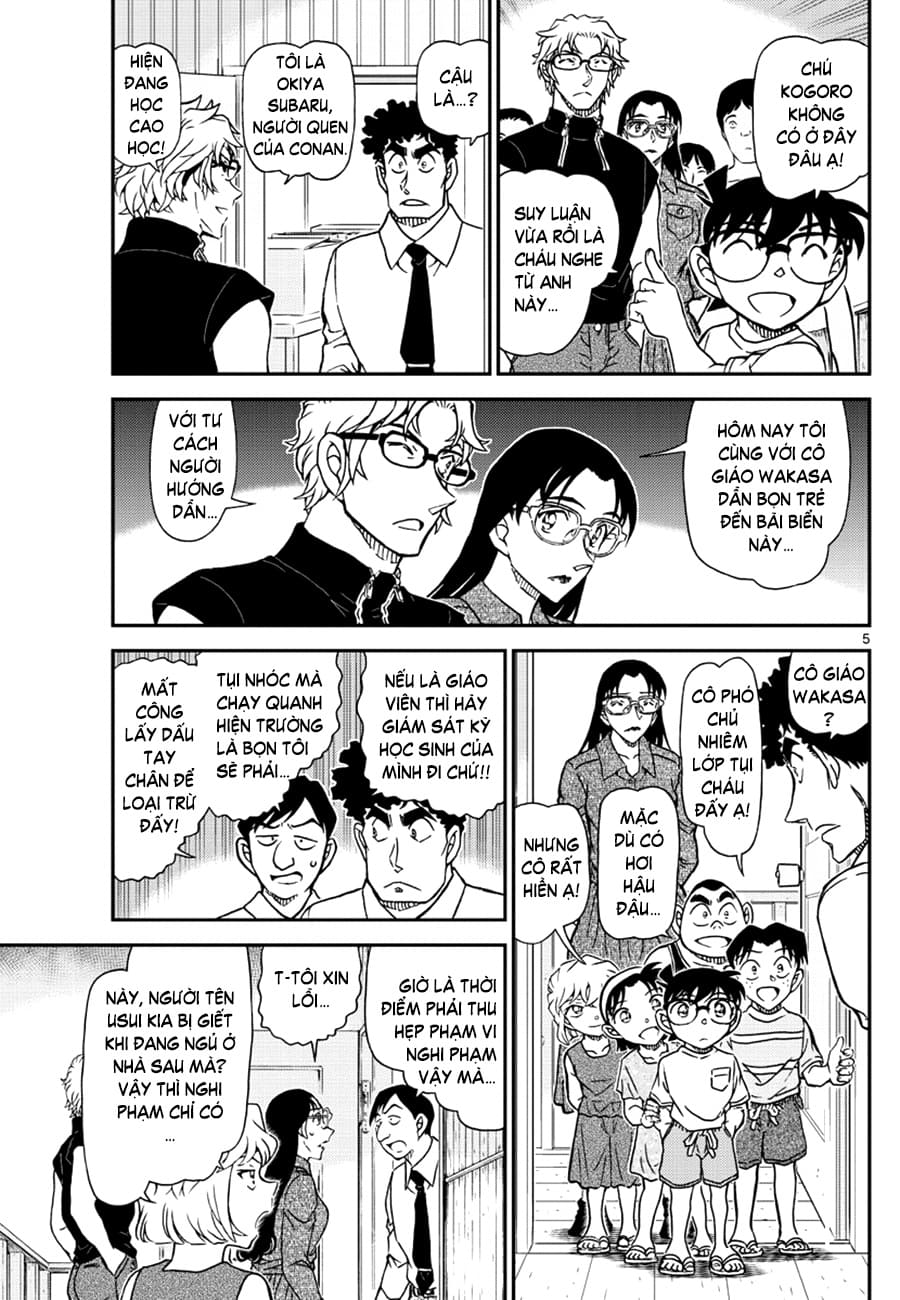 CHÚ
KOGORO
KHÔNG
CÓ Ở ĐÂY
ĐÂU Ạ!
SUY LUẬN
VỪA RỒI LÀ
CHÁU NGHE
TỪ ANH
NÀY...
CẬU
LÀ...?
TÔI LÀ
OKIYA
SUBARU,
NGƯỜI QUEN
CỦA CONAN.
HIỆN
ĐANG
HỌC
CAO
HỌC!
HÔM NAY TÔI
CÙNG VỚI CÔ
GIÁO WAKASA
DẪN BỌN TRẺ
ĐẾN BÃI BIỂN
NÀY...
VỚI TƯ
CÁCH
NGƯỜI
HƯỚNG
DẪN...
5
CÔ GIÁO
WAKASA
?
CÔ PHÓ
CHỦ
NHIỆM
LỚP TỤI
CHÁU
ĐẤY Ạ!
MẶC
DÙ CÓ
HƠI
HẬU
ĐẬU...
NHƯNG
CÔ RẤT
HIỀN Ạ!
NẾU LÀ GIÁO
VIÊN THÌ HÃY
GIÁM SÁT KỸ
HỌC SINH CỦA
MÌNH ĐI CHỨ!!
TỤI NHÓC MÀ
CHẠY QUANH
HIỆN TRƯỜNG
LÀ BỌN TÔI
SẼ PHẢI...
MẤT
CÔNG
LẤY DẤU
TAY
CHÂN ĐỂ
LOẠI TRỪ
ĐẤY!
GIỜ LÀ THỜI
ĐIỂM PHẢI THU
HẸP PHẠM VI
NGHI PHẠM
VẬY MÀ...
T-TÔI XIN
LỖI...
NÀY, NGƯỜI TÊN
USUI KIA BỊ GIẾT
KHI ĐANG NGỦ Ở
NHÀ SAU MÀ?
VẬY THÌ NGHI
PHẠM CHỈ CÓ
...